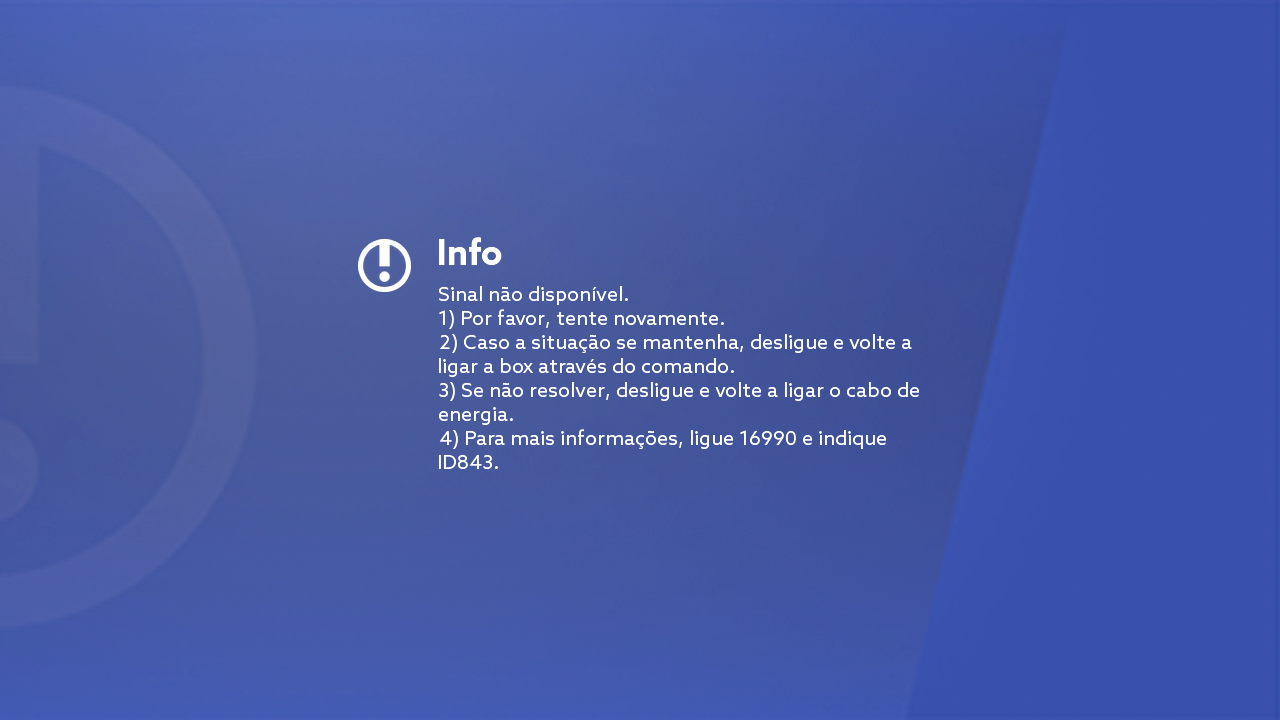 Info
Sinal não disponível.
1) Por favor, tente novamente.
2) Caso a situação se mantenha, desligue e volte a
ligar a box através do comando.
3) Se não resolver, desligue e volte a ligar o cabo de
energia.
4) Para mais informações, ligue 16990 e indique
ID843.